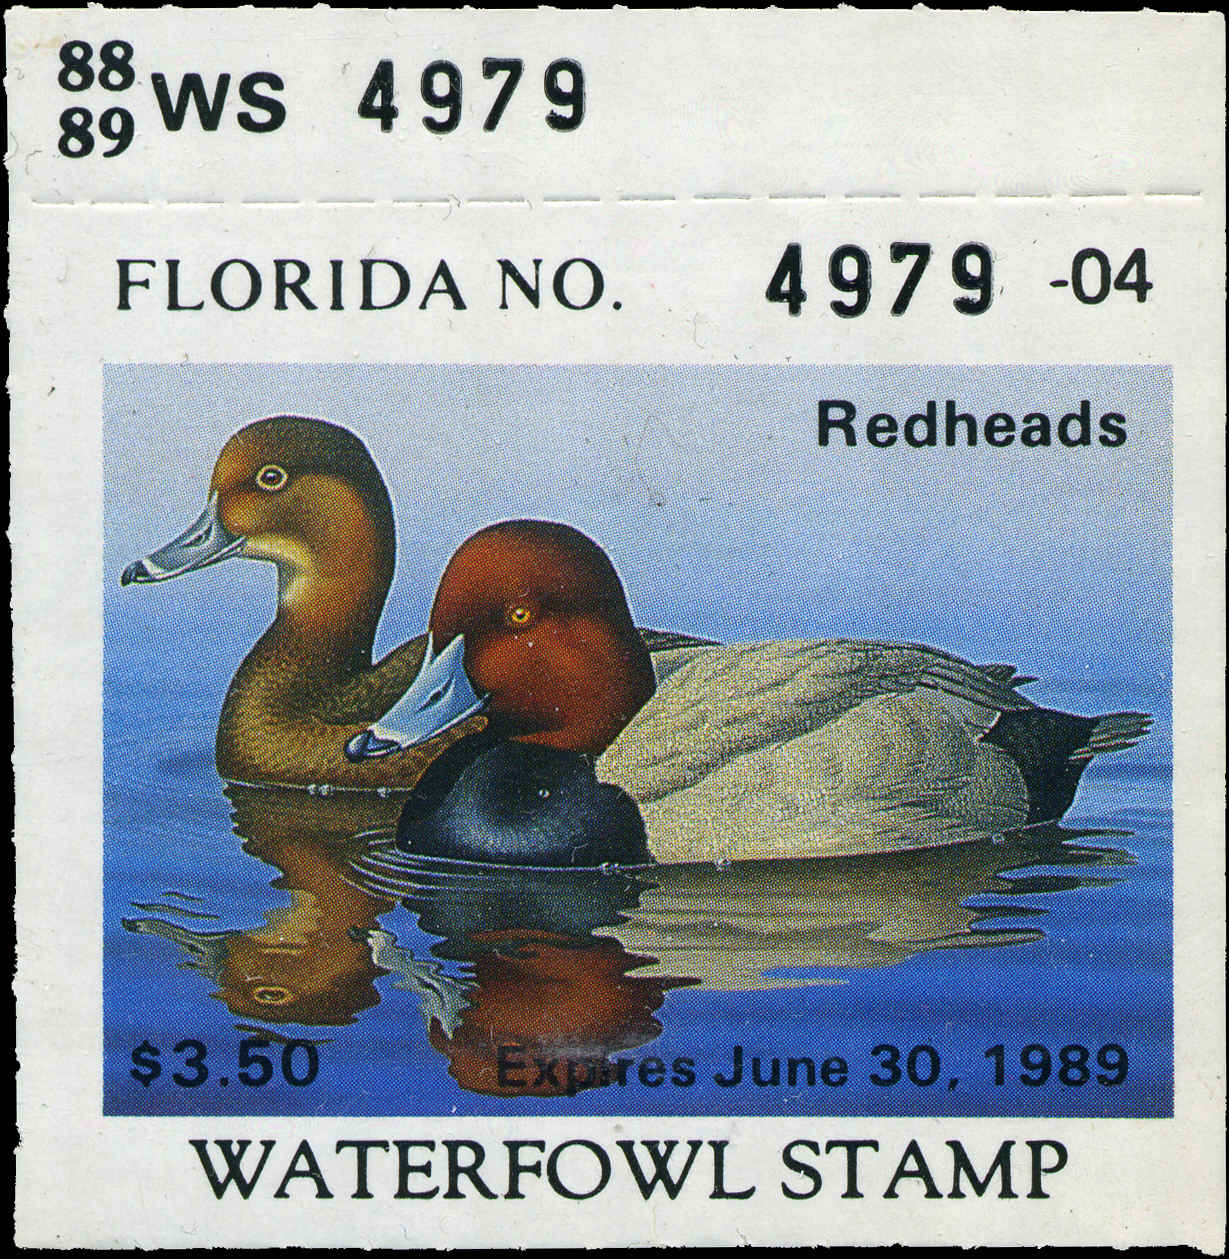 88
89 WS 4979
FLORIDA NO. 4979 -04
Redheads
$3.50 Expires June 30, 1989
WATERFOWL STAMP